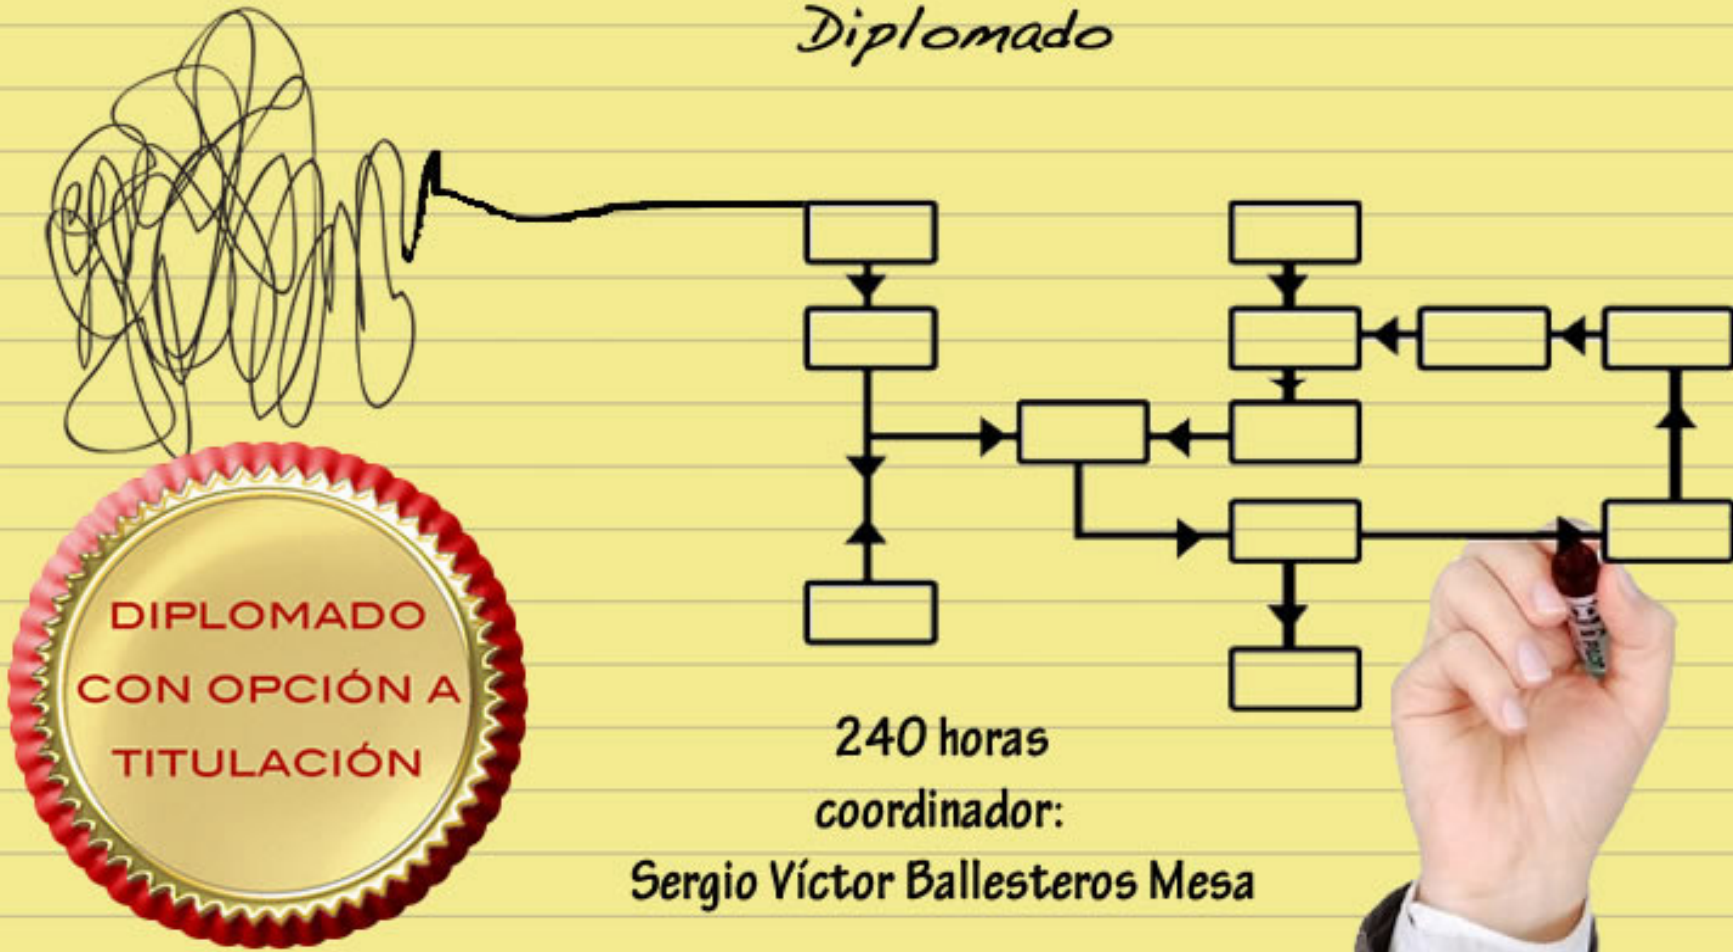 Diplomado
DIPLOMADO
CON OPCIÓN A
TITULACIÓN
240 horas
coordinador:
Sergio Víctor Ballesteros Mesa